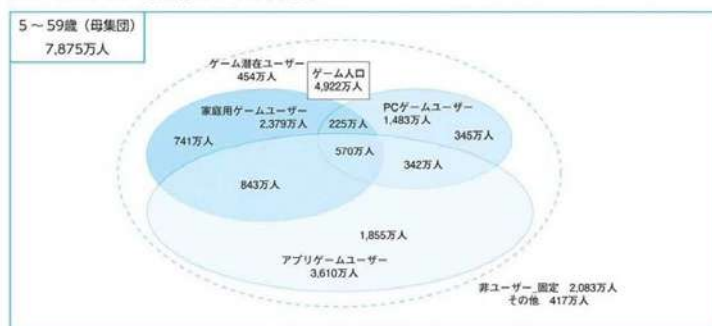 5～59歳（母集団）
7,875万人
ゲーム潜在ユーザー
454万人
ゲーム人口
4,922万人
家庭用ゲームユーザー
2,379万人
PCゲームユーザー
1,483万人
225万人
741万人
345万人
570万人
342万人
843万人
1,855万人
アプリゲームユーザー
3,610万人
非ユーザー_固定　2,083万人
その他　417万人